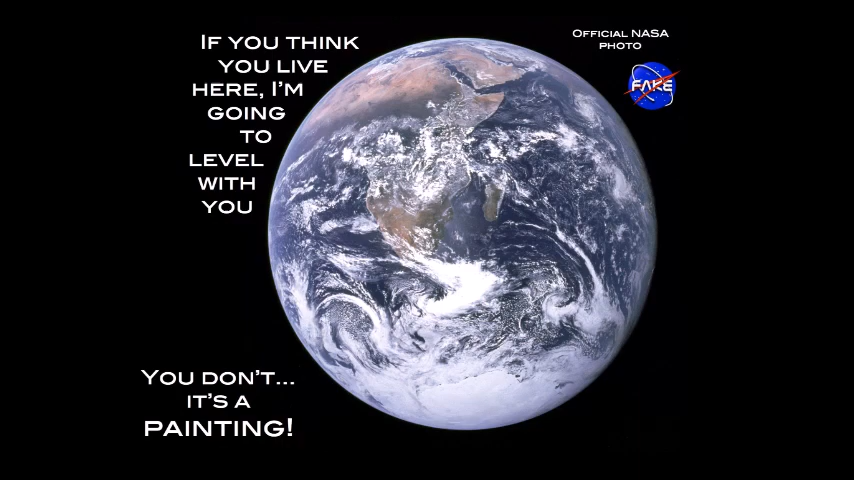 If you think
you live
here, I'm
going
to
level
with
you
Official NASA
photo
FAKE
You don't...
it's a
painting!